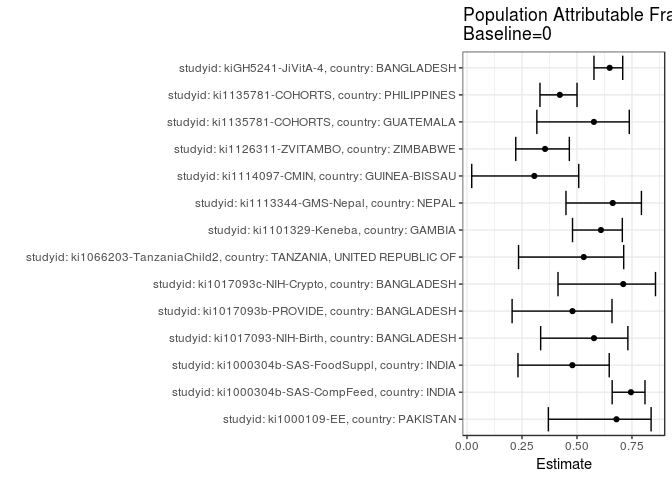 Population Attributable Fra
Baseline=0
studyid: kiGH5241-JiVitA-4, country: BANGLADESH
studyid: ki1135781-COHORTS, country: PHILIPPINES
studyid: ki1135781-COHORTS, country: GUATEMALA
studyid: ki1126311-ZVITAMBO, country: ZIMBABWE
studyid: ki1114097-CMIN, country: GUINEA-BISSAU
studyid: ki1113344-GMS-Nepal, country: NEPAL
studyid: ki1101329-Keneba, country: GAMBIA
studyid: ki1066203-TanzaniaChild2, country: TANZANIA, UNITED REPUBLIC OF
studyid: ki1017093c-NIH-Crypto, country: BANGLADESH
studyid: ki1017093b-PROVIDE, country: BANGLADESH
studyid: ki1017093-NIH-Birth, country: BANGLADESH
studyid: ki1000304b-SAS-FoodSuppl, country: INDIA
studyid: ki1000304b-SAS-CompFeed, country: INDIA
studyid: ki1000109-EE, country: PAKISTAN
0.00 0.25 0.50 0.75
Estimate